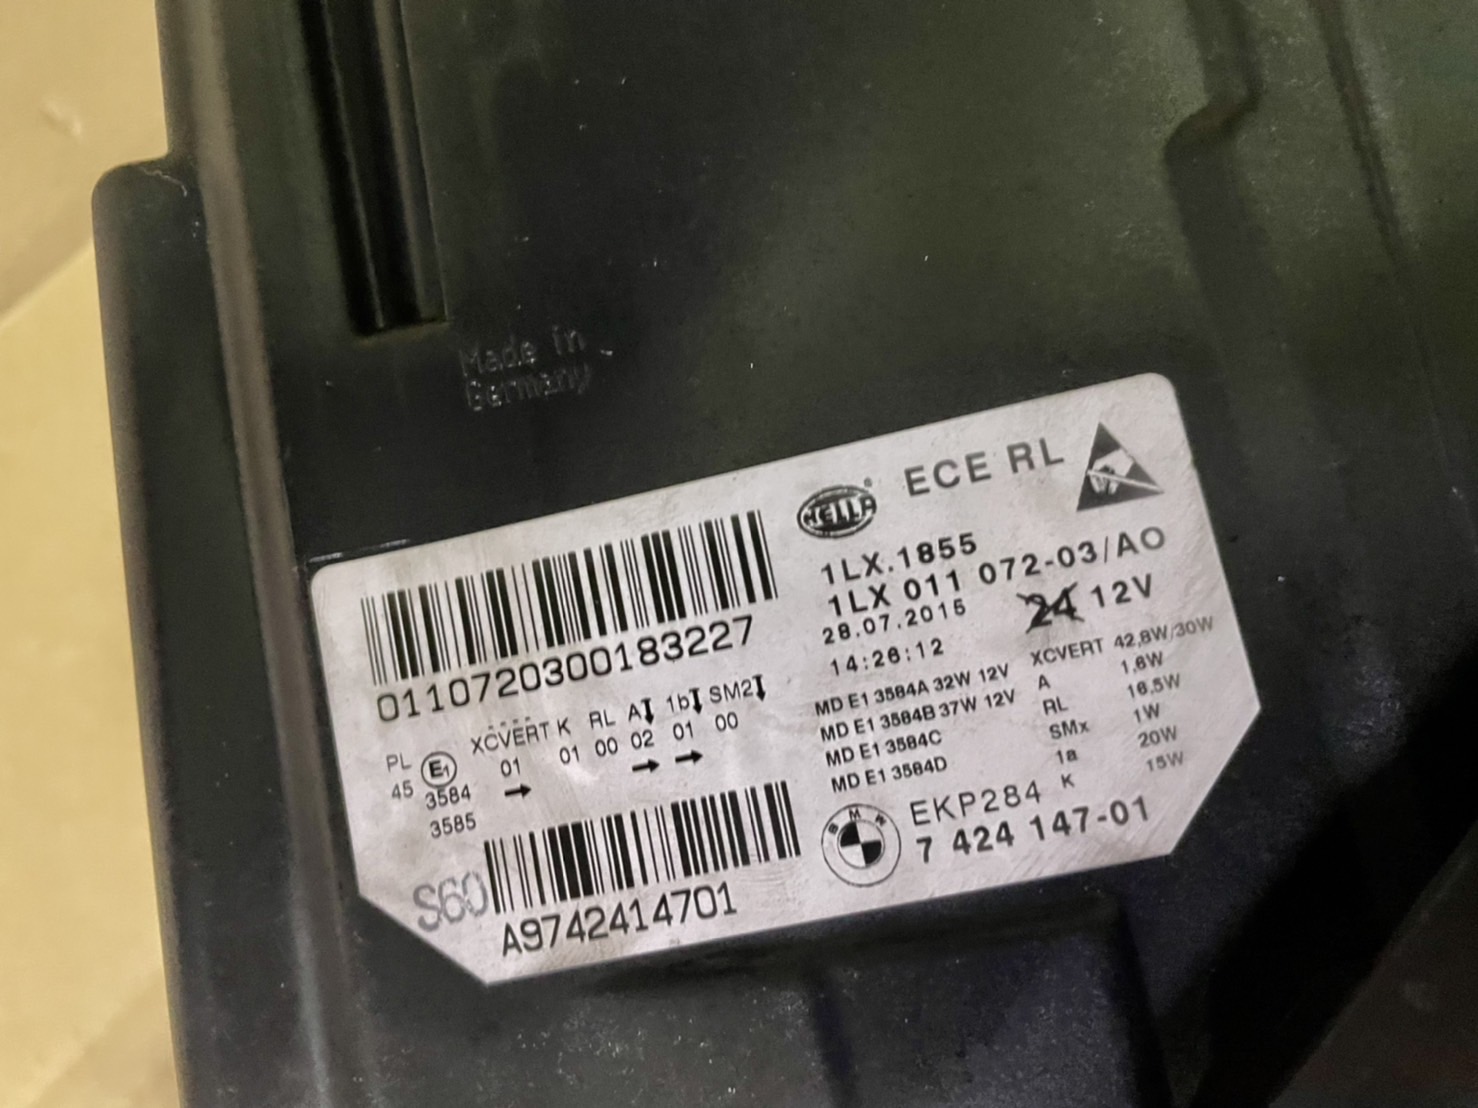 Made in
Germany
HELLA
ECE RL
1LX.1855
1LX 011 072-03/AO
28.07.2015
24 12V
14:26:12
MD E1 3584A 32W 12V
MD E1 3584B 37W 12V
MD E1 3584C
MD E1 3584D
XCVERT 42,8W/30W
A 1,6W
RL 16,5W
SMx 1W
1a 20W
K 15W
BMW
EKP284
7 424 147-01
0110720300183227
PL E1 XCVERT K RL A 1b SM2
45 3584 01 01 00 02 01 00
3585
S60
A9742414701